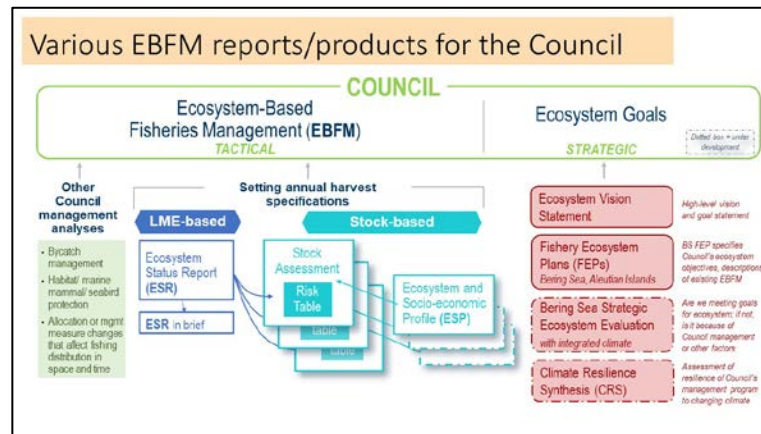 Various EBFM reports/products for the Council
COUNCIL
Ecosystem-Based
Fisheries Management (EBFM)
TACTICAL
Ecosystem Goals
STRATEGIC
Dotted box = under
development
Other
Council
management
analyses
• Bycatch
management
• Habitat/ marine
mammal/ seabird
protection
• Allocation or mgmt
measure changes
that affect fishing
distribution in
space and time
Setting annual harvest
specifications
LME-based
Stock-based
Ecosystem
Status Report
(ESR)
ESR in brief
Stock
Assessment
Risk
Table
table
table
Ecosystem and
Socio-economic
Profile (ESP)
Ecosystem Vision
Statement
High-level vision
and goal statement
Fishery Ecosystem
Plans (FEPs)
Bering Sea, Aleutian Islands
BS FEP specifies
Council's ecosystem
objectives, descriptions
of existing EBFM
Bering Sea Strategic
Ecosystem Evaluation
with integrated climate
Are we meeting goals
for ecosystem; if not,
is it because of
Council management
or other factors
Climate Resilience
Synthesis (CRS)
Assessment of
resilience of Council's
management program
to changing climate